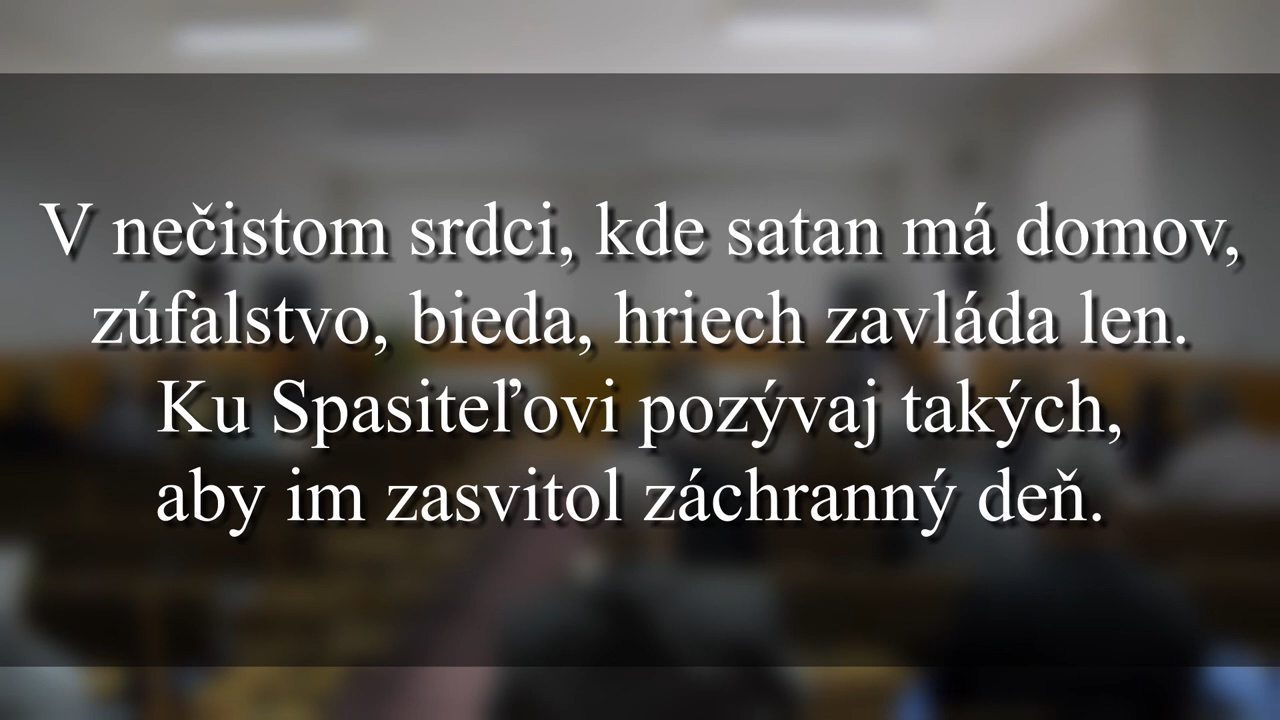 V nečistom srdci, kde satan má domov,
zúfalstvo, bieda, hriech zavláda len.
Ku Spasiteľovi pozývaj takých,
aby im zasvitol záchranný deň.